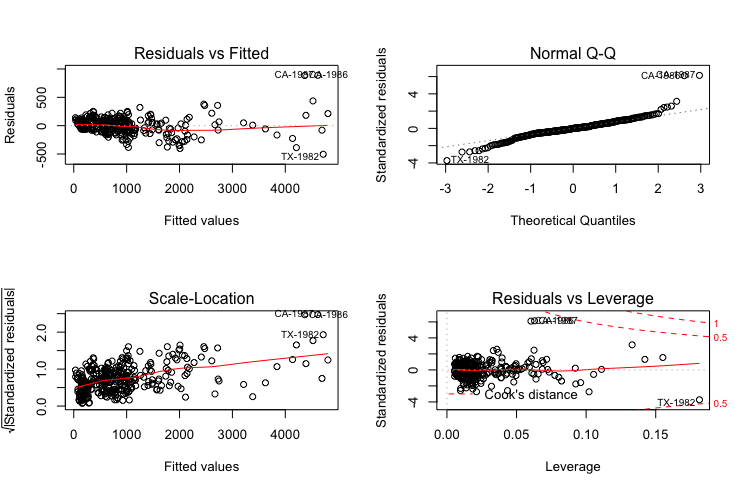 Residuals vs Fitted
Residuals
500
0
-500
CA-1986
TX-1982
0
1000
2000
3000
4000
Fitted values
Normal Q-Q
Standardized residuals
4
0
-4
CA-1987
TX-1982
-3
-2
-1
0
1
2
3
Theoretical Quantiles
Scale-Location
√|Standardized residuals|
2.0
1.0
0.0
CA-1986
TX-1982
0
1000
2000
3000
4000
Fitted values
Residuals vs Leverage
Standardized residuals
4
0
-4
TX-1982
Cook's distance
1
0.5
0.5
0.00
0.05
0.10
0.15
Leverage